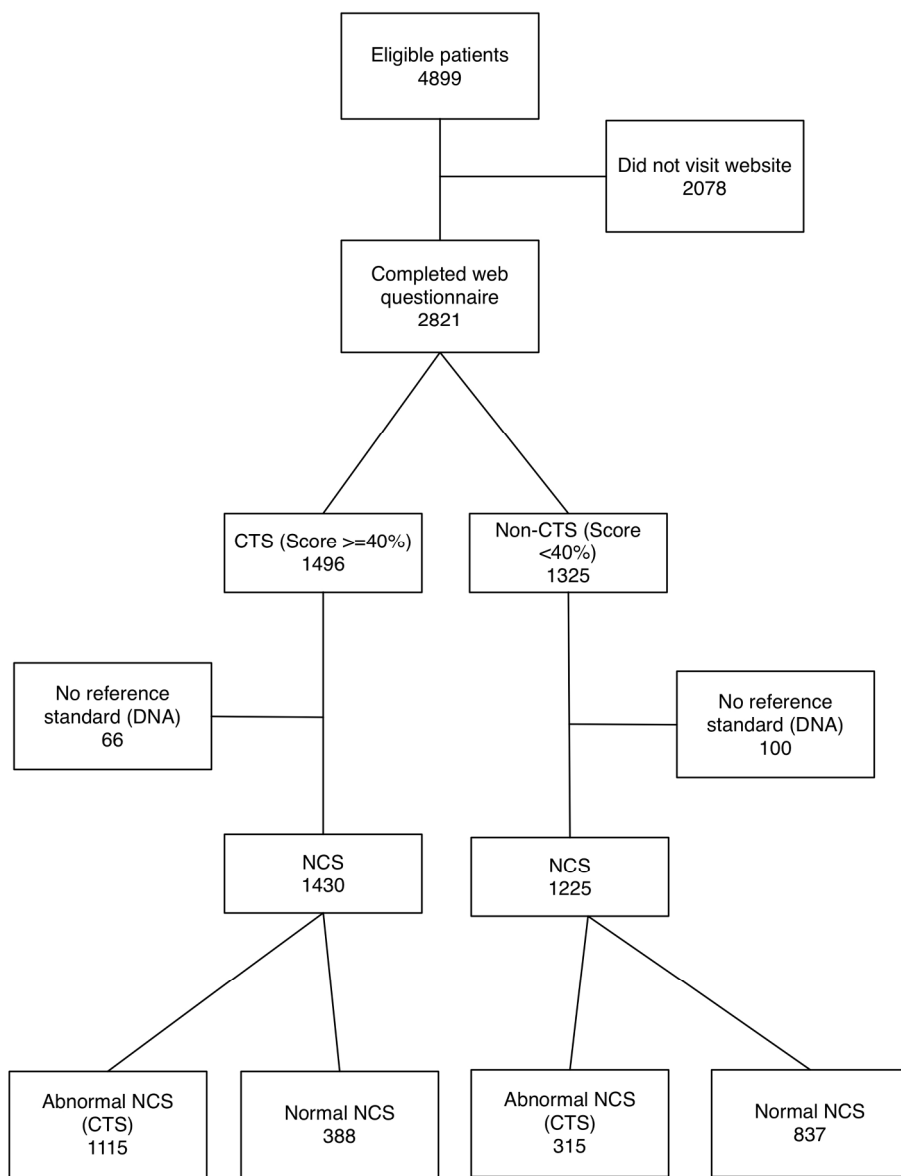 Eligible patients
4899
Did not visit website
2078
Completed web
questionnaire
2821
CTS (Score >=40%)
1496
Non-CTS (Score
<40%)
1325
No reference
standard (DNA)
66
No reference
standard (DNA)
100
NCS
1430
NCS
1225
Abnormal NCS
(CTS)
1115
Normal NCS
388
Abnormal NCS
(CTS)
315
Normal NCS
837